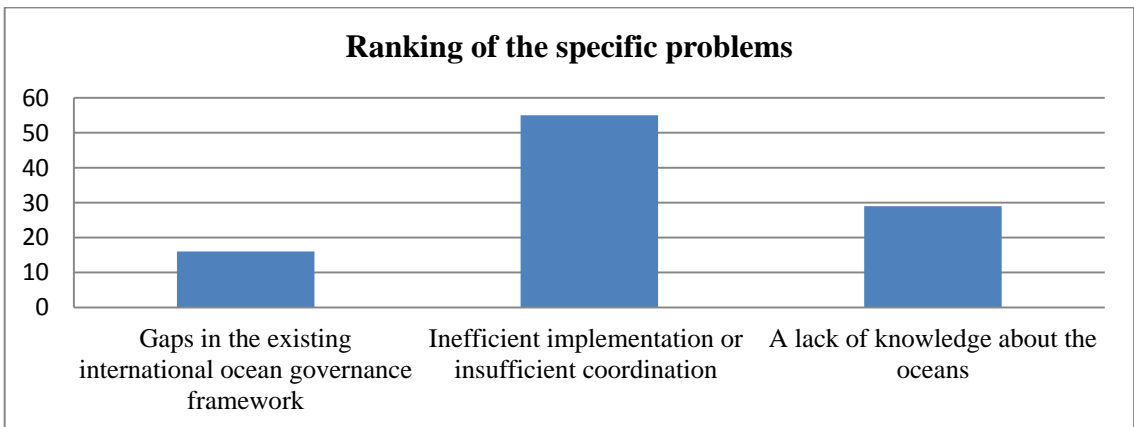 Ranking of the specific problems
60
50
40
30
20
10
0
Gaps in the existing
international ocean governance
framework
Inefficient implementation or
insufficient coordination
A lack of knowledge about the
oceans